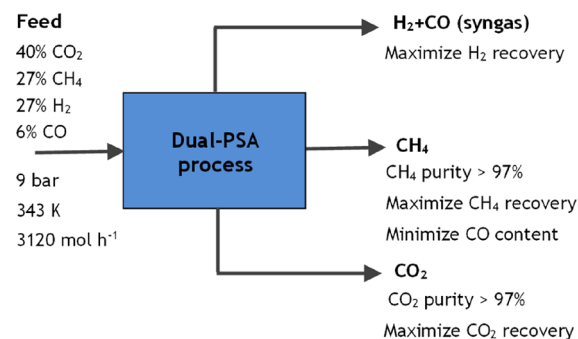 Feed
40% CO₂
27% CH₄
27% H₂
6% CO
9 bar
343 K
3120 mol h⁻¹
Dual-PSA
process
H₂+CO (syngas)
Maximize H₂ recovery
CH₄
CH₄ purity > 97%
Maximize CH₄ recovery
Minimize CO content
CO₂
CO₂ purity > 97%
Maximize CO₂ recovery